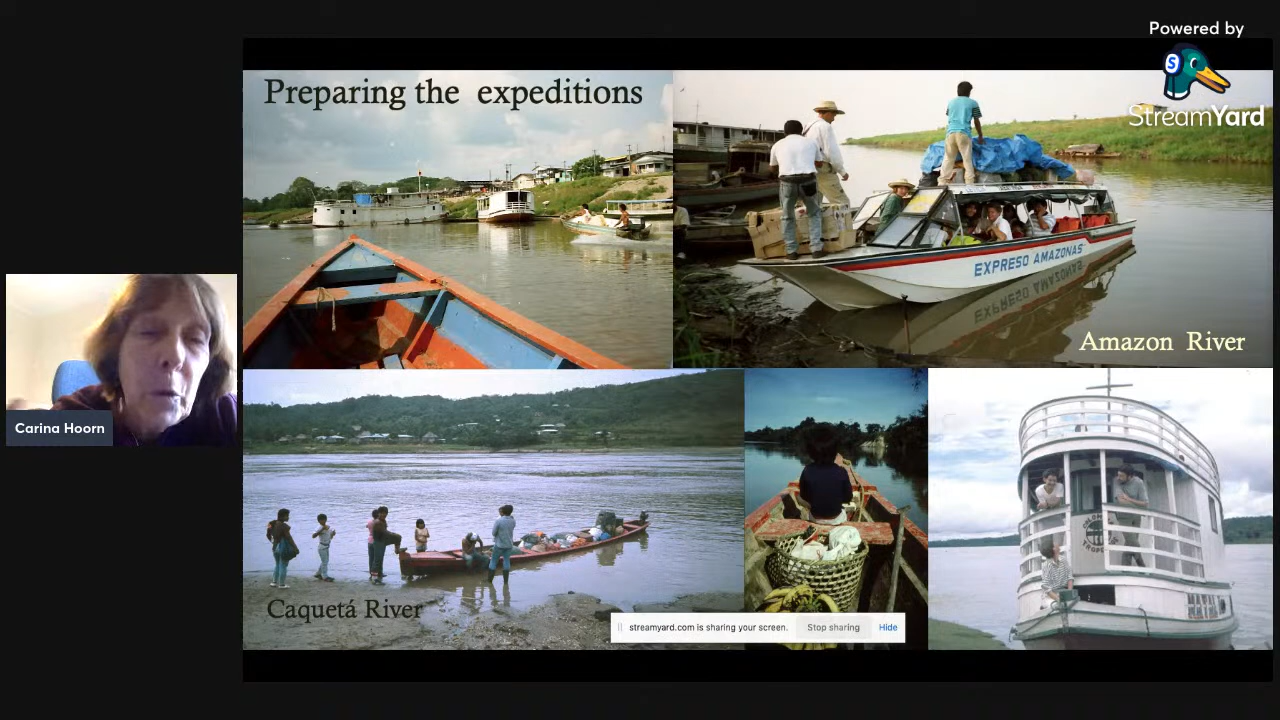 Powered by
S
StreamYard
Preparing the expeditions
EXPRESO AMAZONAS
Amazon River
Carina Hoorn
Caquetá River
streamyard.com is sharing your screen.
Stop sharing
Hide